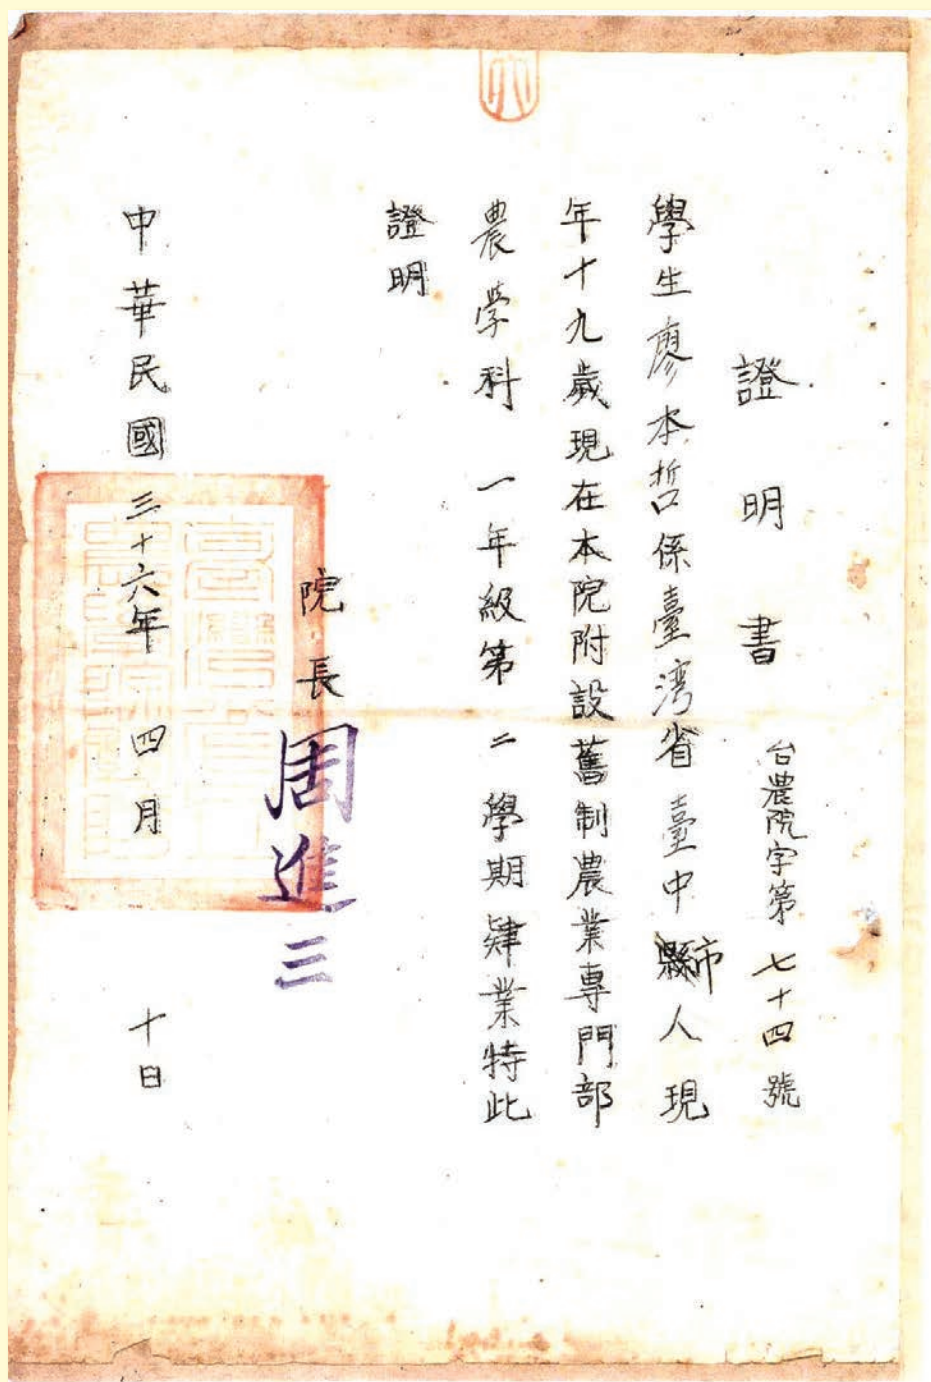 證明書
台農院字第七十四號
學生廖本哲係臺湾省臺中縣市人現
年十九歲現在本院附設舊制農業專門部
農学科 一年級第二學期肄業特此
證明
院長周進三
中華民國三十六年 四月 十日